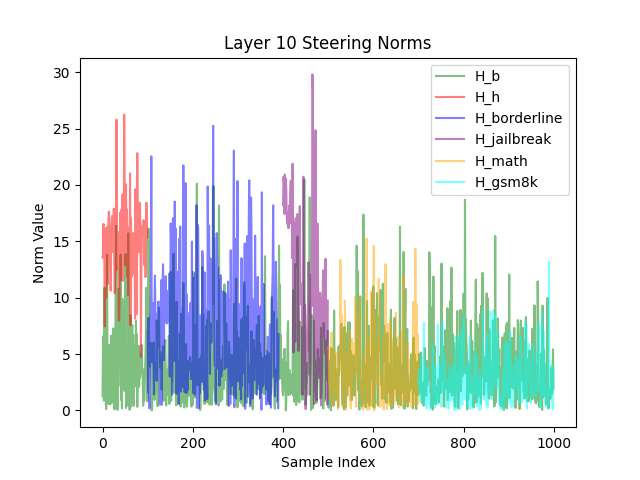 Layer 10 Steering Norms
Norm Value
30
25
20
15
10
5
0
H_b
H_h
H_borderline
H_jailbreak
H_math
H_gsm8k
0
200
400
600
800
1000
Sample Index